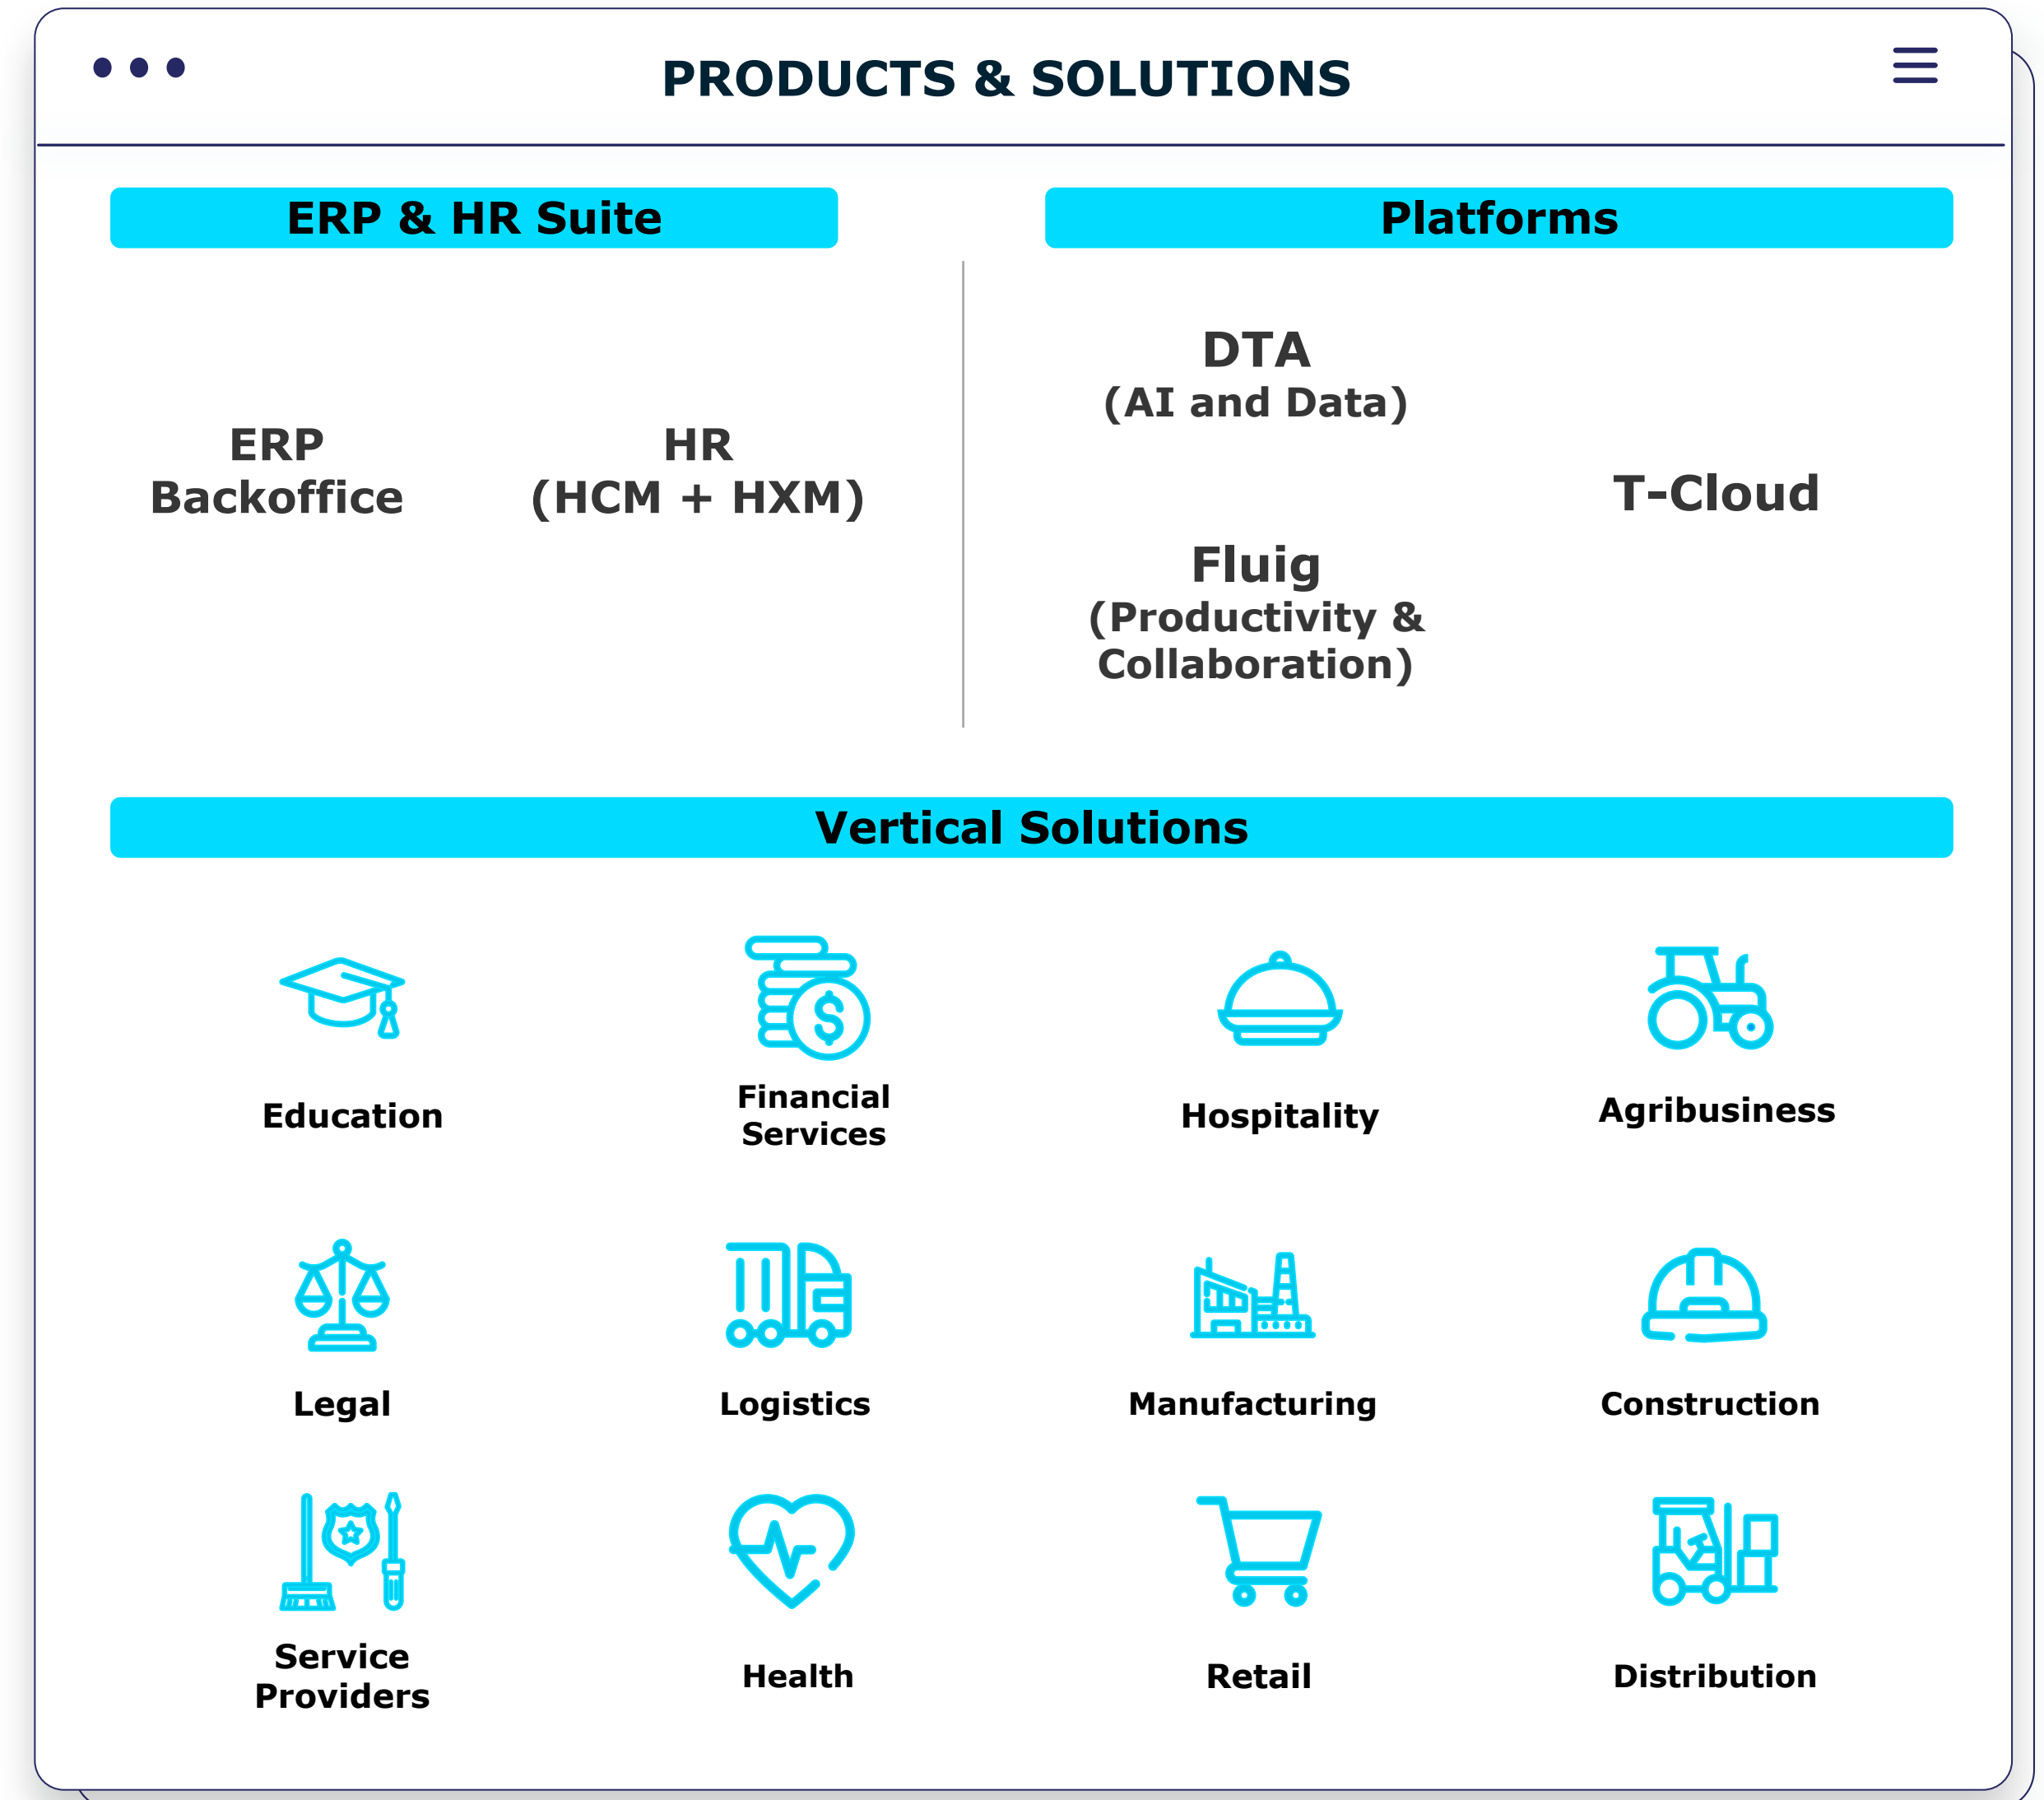 PRODUCTS & SOLUTIONS
ERP & HR Suite
Platforms
ERP
Backoffice
HR
(HCM + HXM)
DTA
(AI and Data)
T-Cloud
Fluig
(Productivity &
Collaboration)
Vertical Solutions
Education
Financial
Services
Hospitality
Agribusiness
Legal
Logistics
Manufacturing
Construction
Service
Providers
Health
Retail
Distribution